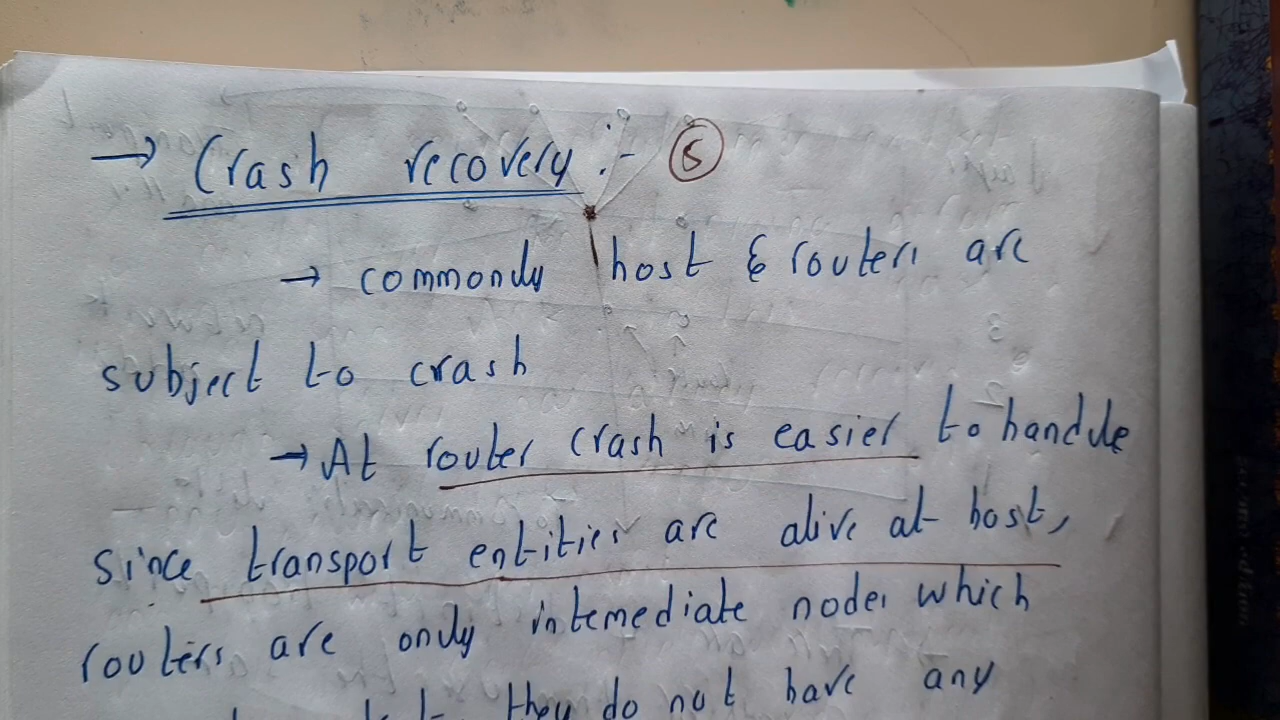 → Crash recovery :- 5
→ commonly host & routers are
subject to crash
→ At router crash is easier to handle
since transport entities are alive at host,
routers are only intemediate nodes which
they do not have any